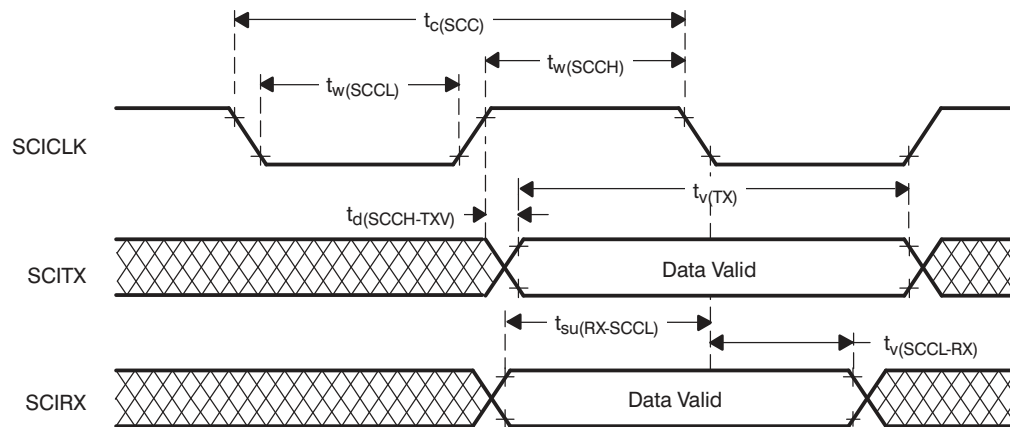 tc(SCC)
tw(SCCH)
tw(SCCL)
SCICLK
tv(TX)
td(SCCH-TXV)
SCITX
Data Valid
tsu(RX-SCCL)
tv(SCCL-RX)
SCIRX
Data Valid